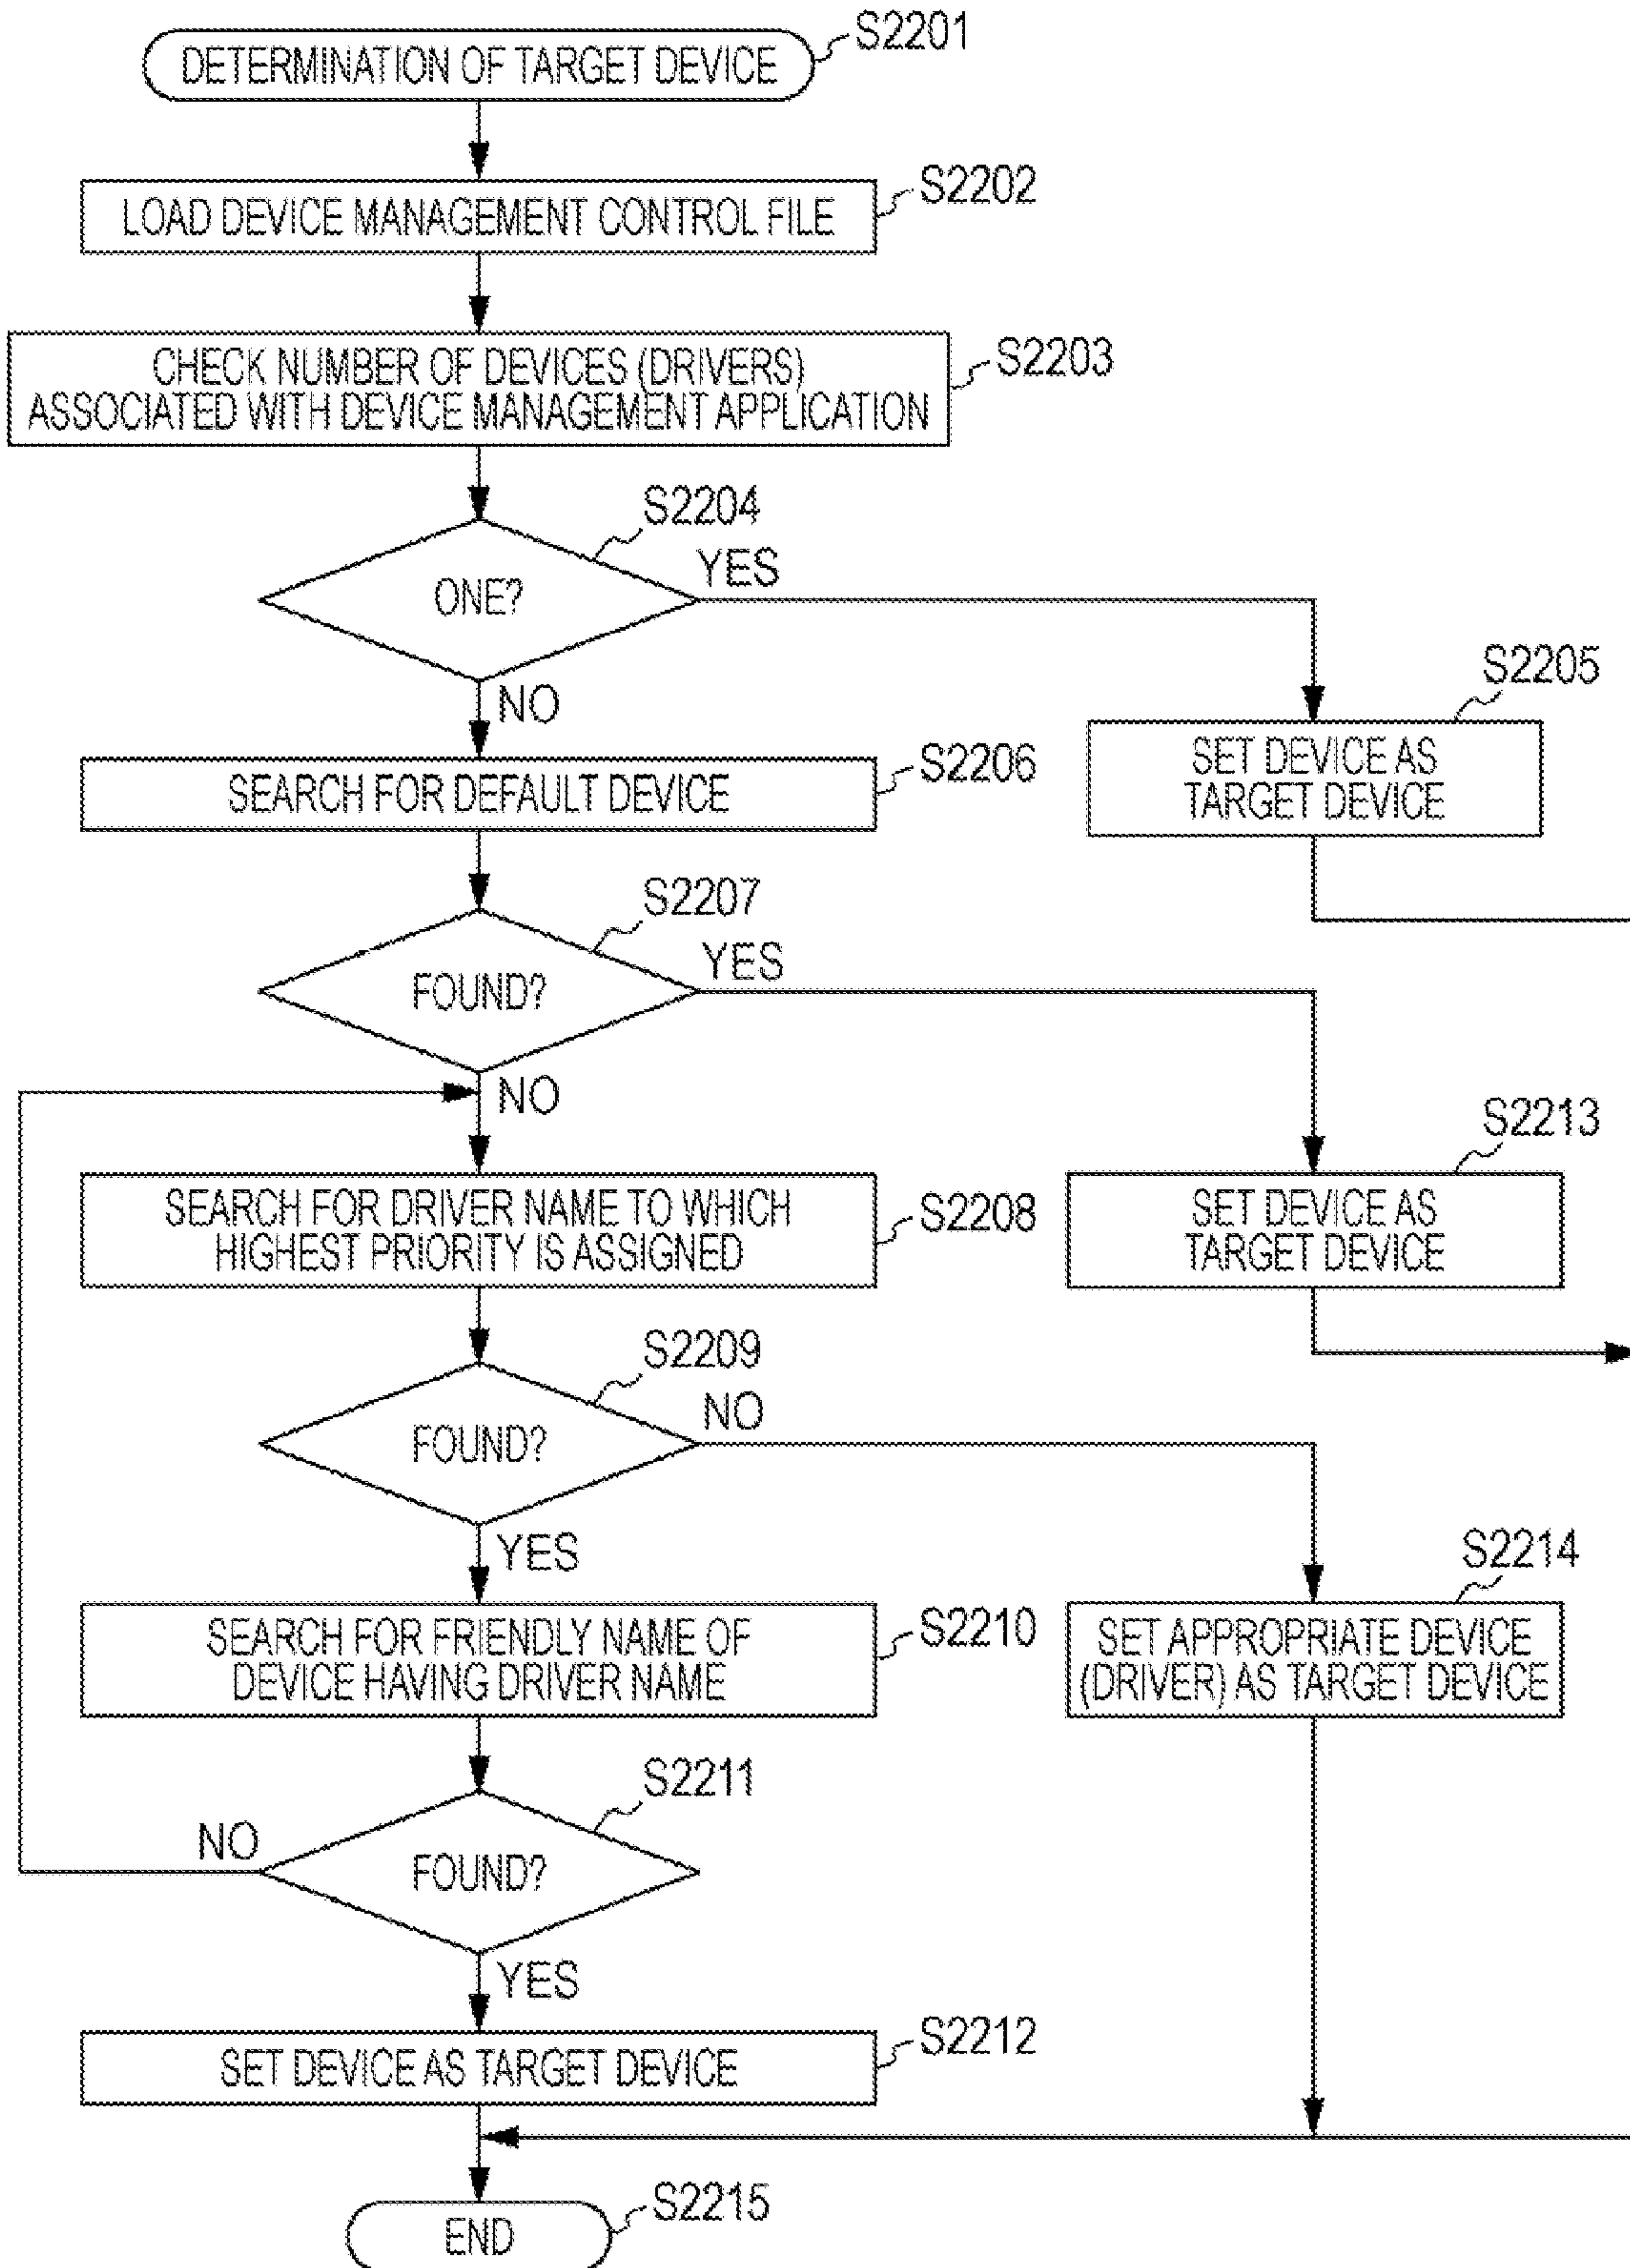 S2201
DETERMINATION OF TARGET DEVICE
S2202
LOAD DEVICE MANAGEMENT CONTROL FILE
S2203
CHECK NUMBER OF DEVICES (DRIVERS)
ASSOCIATED WITH DEVICE MANAGEMENT APPLICATION
S2204
YES
ONE?
NO
S2205
SET DEVICE AS
TARGET DEVICE
S2206
SEARCH FOR DEFAULT DEVICE
S2207
YES
FOUND?
NO
S2213
SET DEVICE AS
TARGET DEVICE
S2208
SEARCH FOR DRIVER NAME TO WHICH
HIGHEST PRIORITY IS ASSIGNED
S2209
NO
FOUND?
YES
S2214
SET APPROPRIATE DEVICE
(DRIVER) AS TARGET DEVICE
S2210
SEARCH FOR FRIENDLY NAME OF
DEVICE HAVING DRIVER NAME
S2211
NO
FOUND?
YES
S2212
SET DEVICE AS TARGET DEVICE
S2215
END